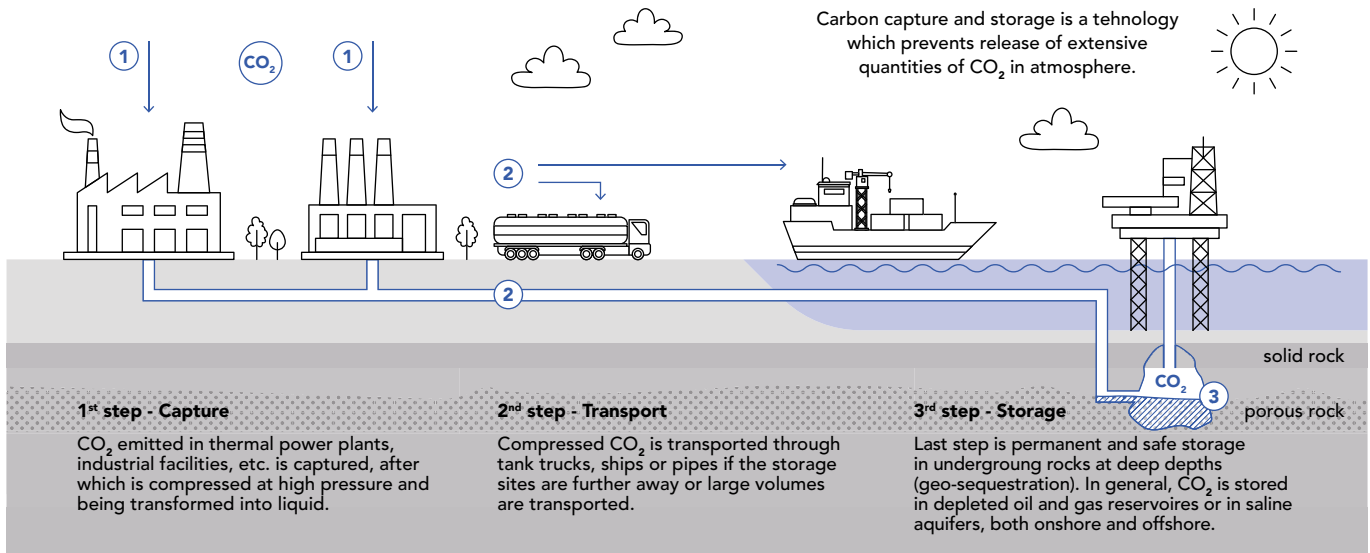 Carbon capture and storage is a tehnology
which prevents release of extensive
quantities of CO₂ in atmosphere.
1
CO₂
1
2
2
solid rock
CO₂
3
porous rock
1st step - Capture
CO₂ emitted in thermal power plants,
industrial facilities, etc. is captured, after
which is compressed at high pressure and
being transformed into liquid.
2nd step - Transport
Compressed CO₂ is transported through
tank trucks, ships or pipes if the storage
sites are further away or large volumes
are transported.
3rd step - Storage
Last step is permanent and safe storage
in undergroung rocks at deep depths
(geo-sequestration). In general, CO₂ is stored
in depleted oil and gas reservoires or in saline
aquifers, both onshore and offshore.